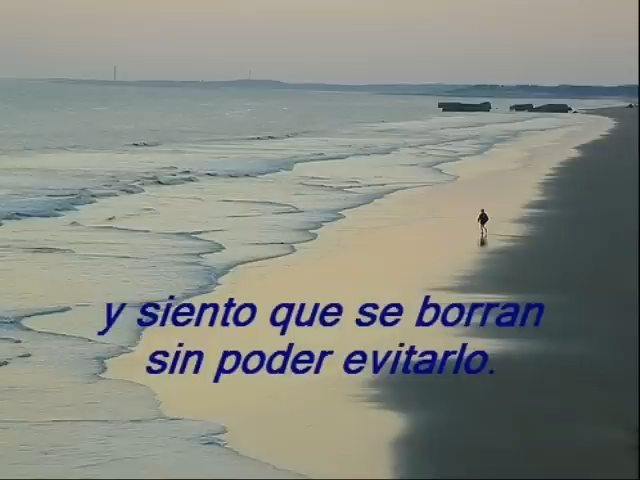 y siento que se borran
sin poder evitarlo.